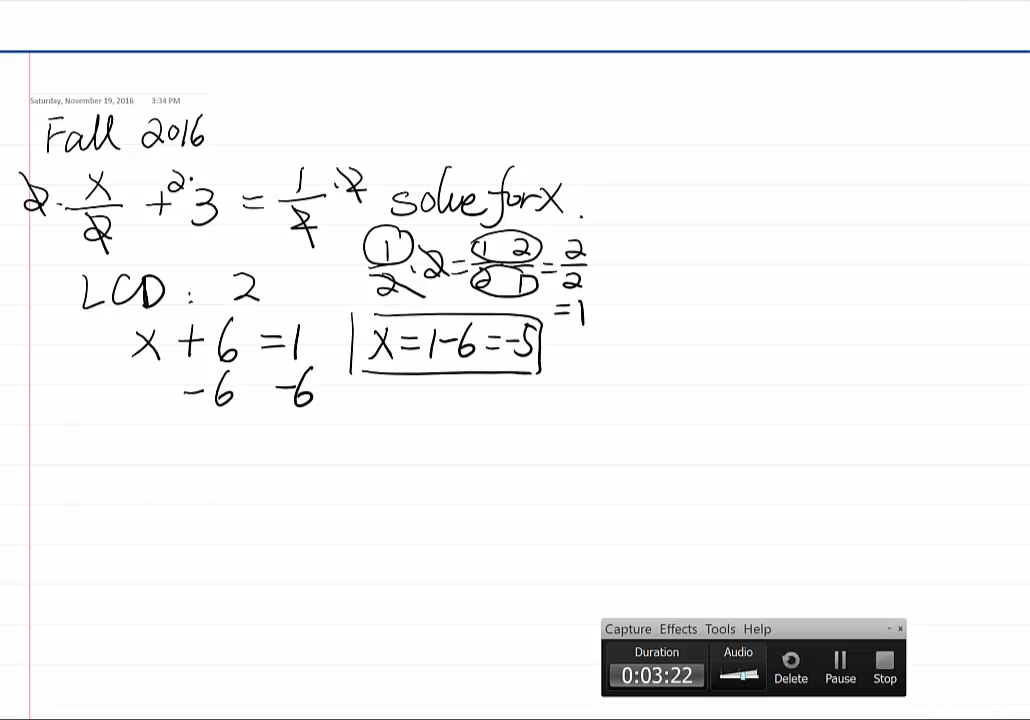 Saturday, November 19, 2016 3:34 PM
Fall 2016
2 · x/2 + 2 · 3 = 1/2 · 2 solve for x.
1/2 · 2 = 1 2/2 1 = 2/2
= 1
LCD : 2
x + 6 = 1 | x = 1 - 6 = -5
- 6 -6
Capture Effects Tools Help - x
Duration Audio
0:03:22
Delete Pause Stop